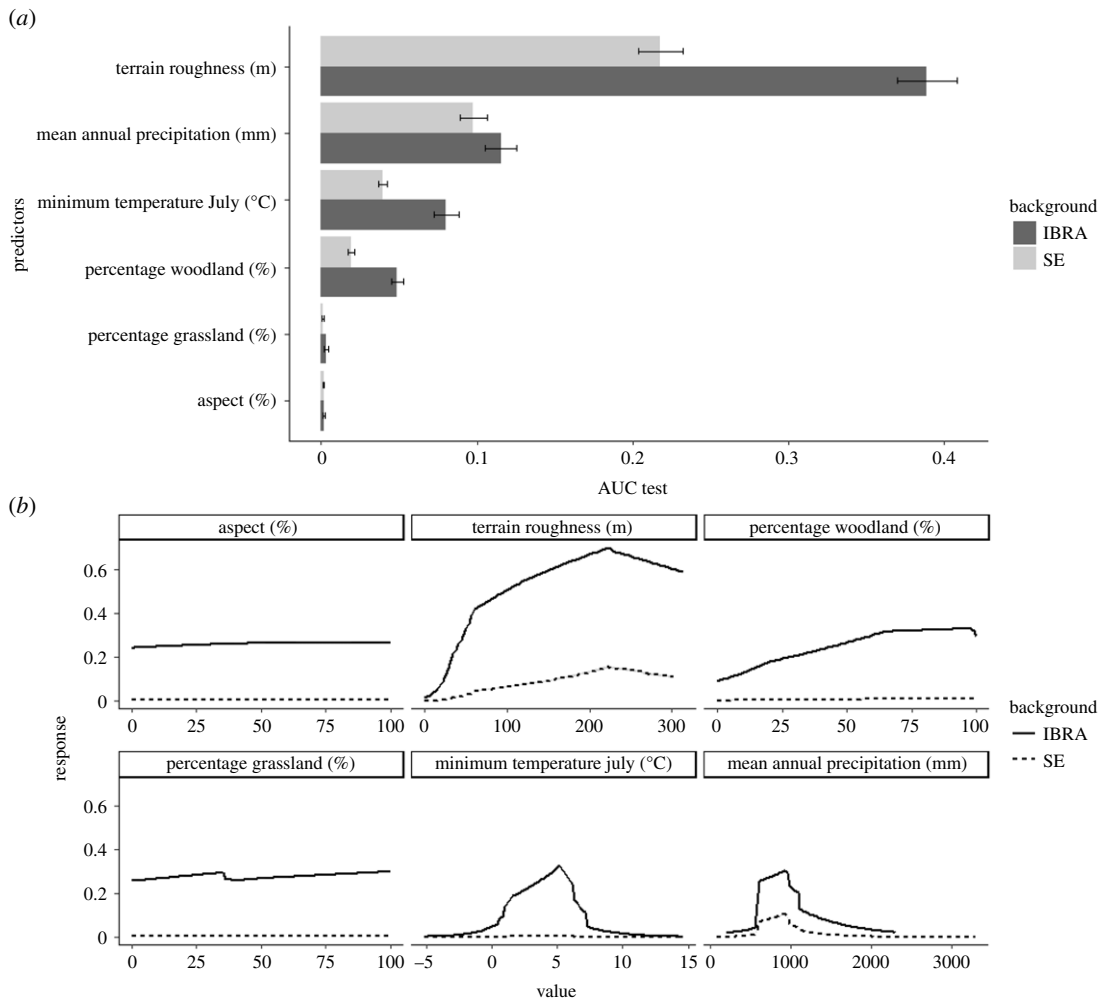 (a)
terrain roughness (m)
mean annual precipitation (mm)
minimum temperature July (°C)
percentage woodland (%)
percentage grassland (%)
aspect (%)
predictors
0 0.1 0.2 0.3 0.4
AUC test
background
IBRA
SE
(b)
aspect (%) terrain roughness (m) percentage woodland (%)
0.6
0.4
0.2
0
0 25 50 75 100 0 100 200 300 0 25 50 75 100
response
background
IBRA
SE
percentage grassland (%) minimum temperature july (°C) mean annual precipitation (mm)
0.6
0.4
0.2
0
0 25 50 75 100 –5 0 5 10 15 0 1000 2000 3000
value